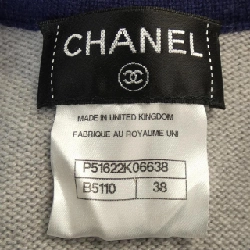 CHANEL
MADE IN UNITED KINGDOM
FABRIQUE AU ROYAUME UNI
P51622K06638
B5110 38